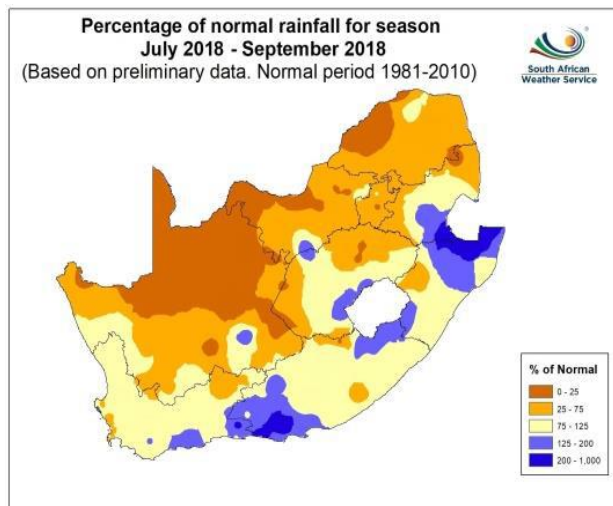 Percentage of normal rainfall for season
July 2018 - September 2018
(Based on preliminary data. Normal period 1981-2010)
South African
Weather Service
% of Normal
0 - 25
25 - 75
75 - 125
125 - 200
200 - 1,000